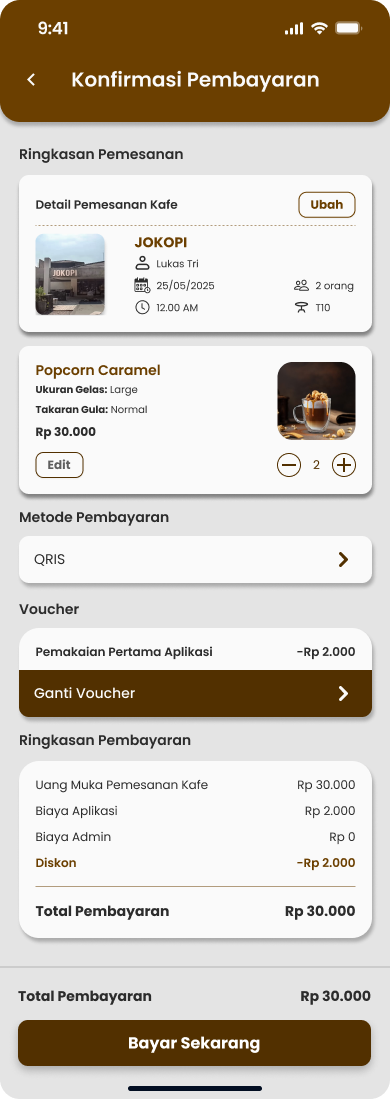 9:41
Konfirmasi Pembayaran
Ringkasan Pemesanan
Detail Pemesanan Kafe Ubah
JOKOPI
JOKOPI
Lukas Tri
25/05/2025 2 orang
12.00 AM T10
Popcorn Caramel
Ukuran Gelas: Large
Takaran Gula: Normal
Rp 30.000
Edit 2
Metode Pembayaran
QRIS
Voucher
Pemakaian Pertama Aplikasi -Rp 2.000
Ganti Voucher
Ringkasan Pembayaran
Uang Muka Pemesanan Kafe Rp 30.000
Biaya Aplikasi Rp 2.000
Biaya Admin Rp 0
Diskon -Rp 2.000
Total Pembayaran Rp 30.000
Total Pembayaran Rp 30.000
Bayar Sekarang